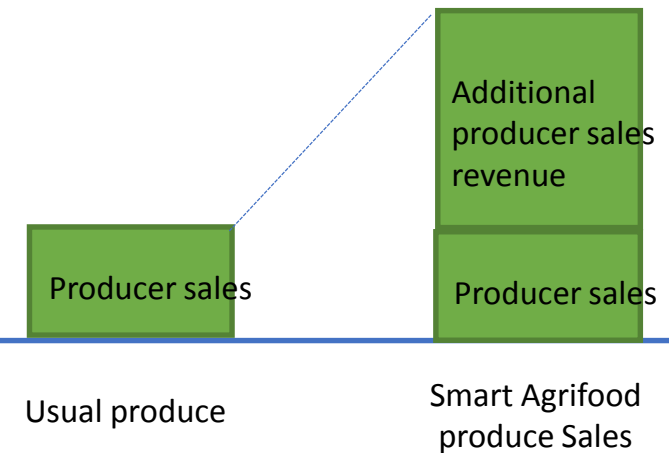 Additional
producer sales
revenue
Producer sales
Producer sales
Usual produce
Smart Agrifood
produce Sales